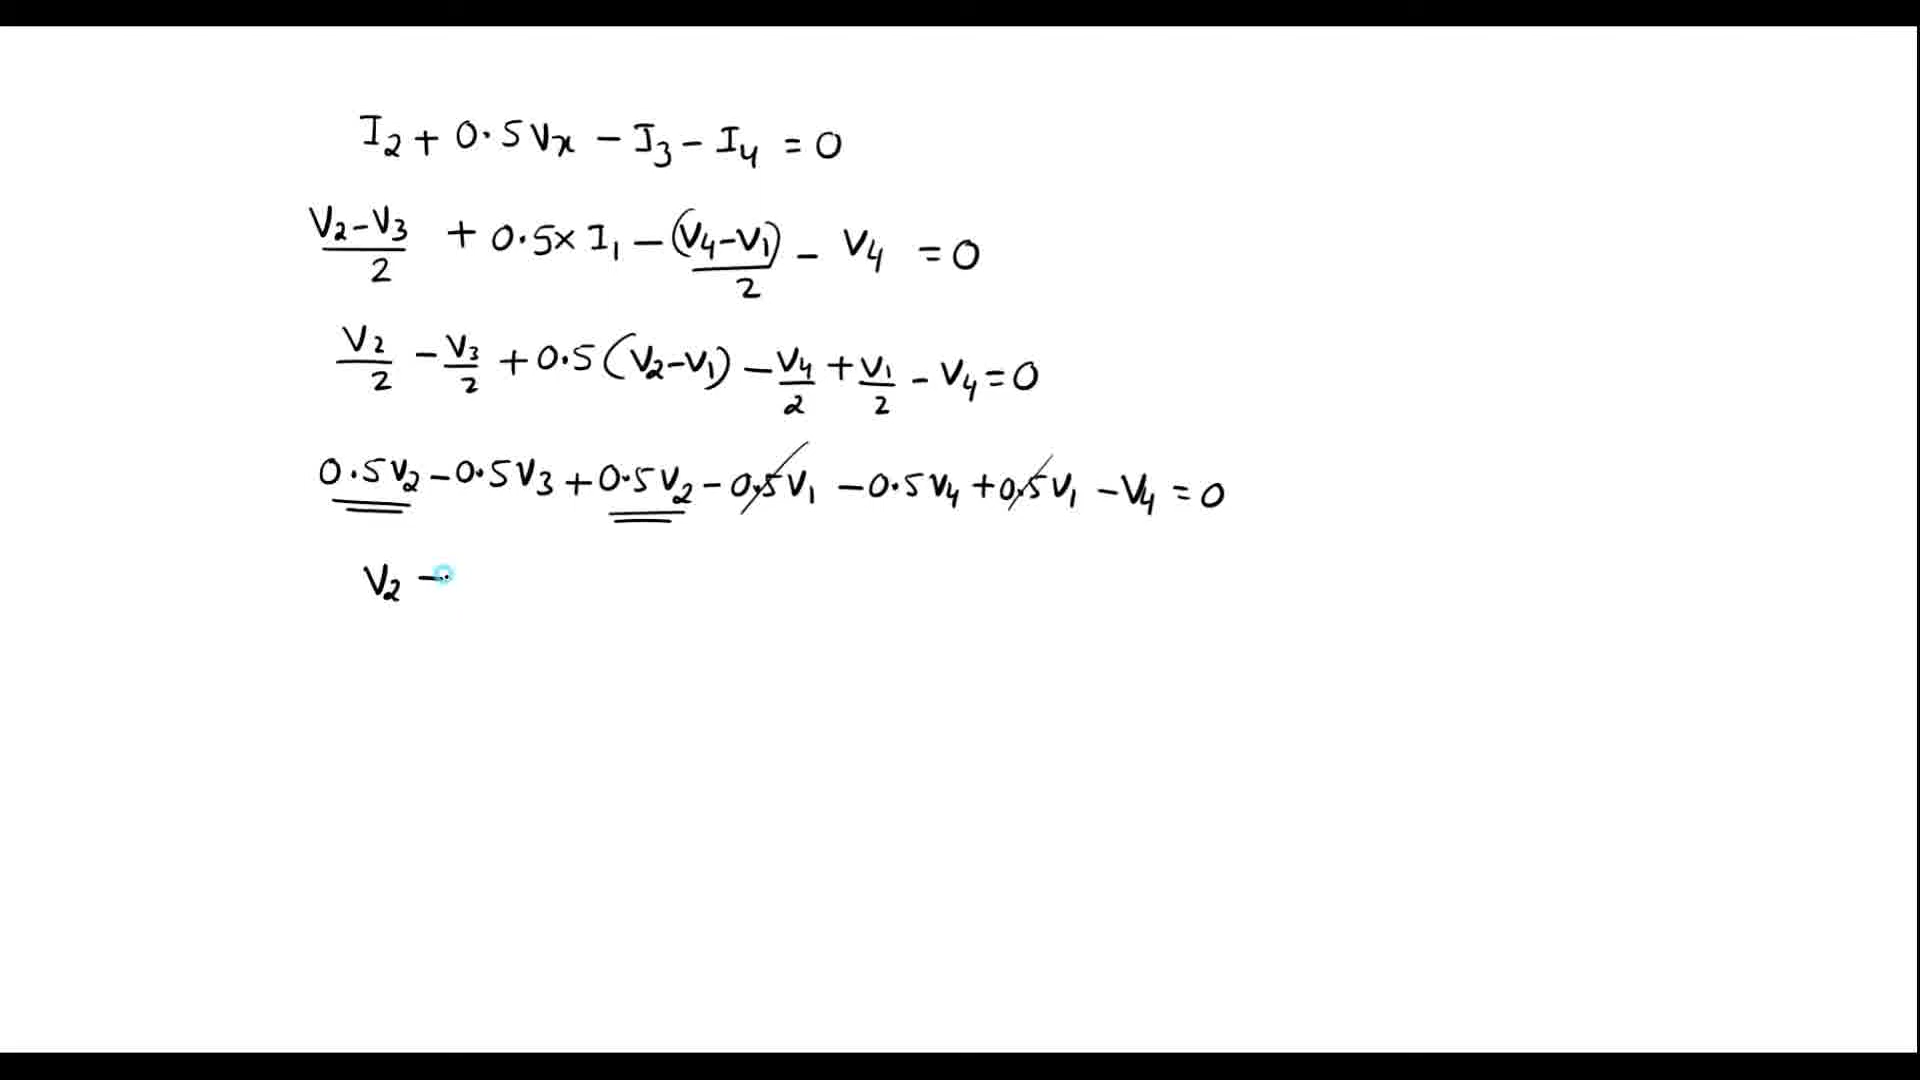 I₂ + 0.5Vx - I₃ - I₄ = 0
(V₂-V₃)/2 + 0.5 x I₁ - (V₄-V₁)/2 - V₄ = 0
V₂/2 - V₃/2 + 0.5(V₂-V₁) - V₄/2 + V₁/2 - V₄ = 0
0.5V₂ - 0.5V₃ + 0.5V₂ - 0.5V₁ - 0.5V₄ + 0.5V₁ - V₄ = 0
V₂ -